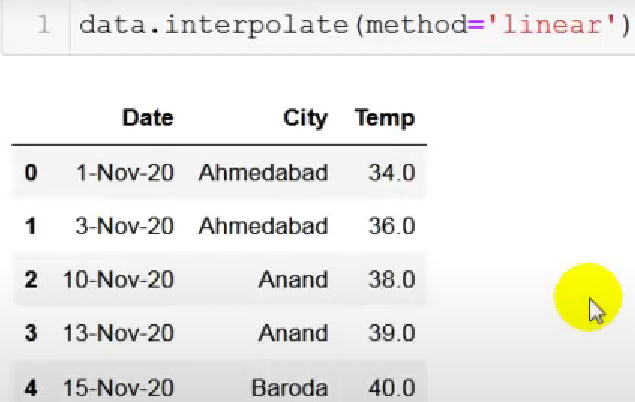 1 data.interpolate(method='linear')
Date City Temp
0 1-Nov-20 Ahmedabad 34.0
1 3-Nov-20 Ahmedabad 36.0
2 10-Nov-20 Anand 38.0
3 13-Nov-20 Anand 39.0
4 15-Nov-20 Baroda 40.0